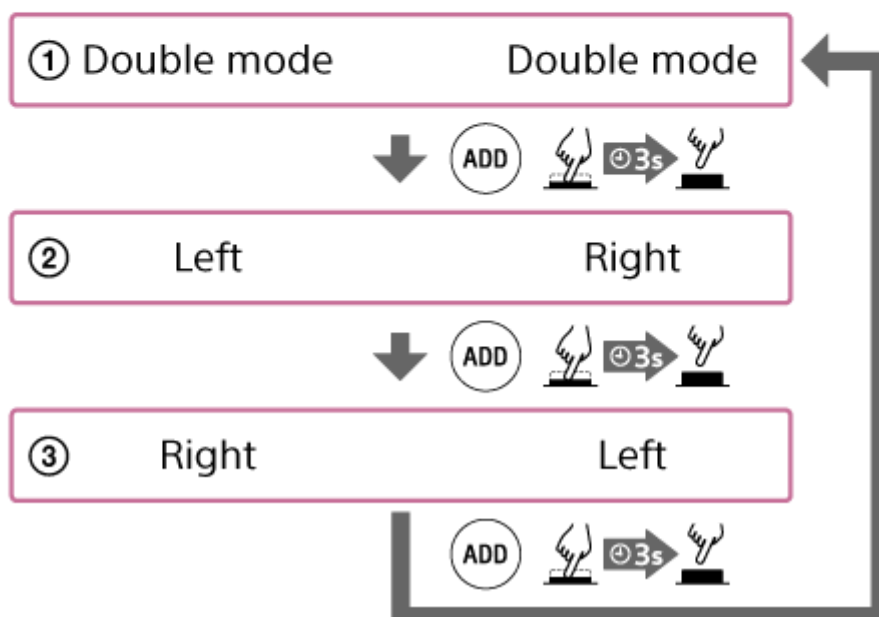 ① Double mode Double mode
ADD 3s
② Left Right
ADD 3s
③ Right Left
ADD 3s